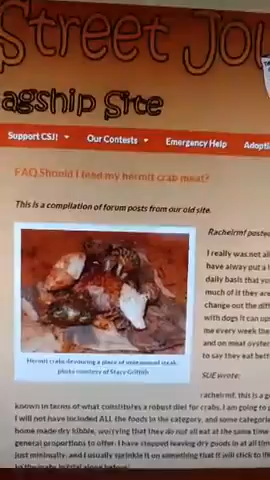 Street Jou
agship Site
Support CSJ! Our Contests Emergency Help Adopti
FAQ Should I feed my hermit crab meat?
This is a compilation of forum posts from our old site.
Rachelrmf poste
I really was not al
have alway put a l
daily basis that yo
much of it they are
change out the diff
with dogs it can up
me every week the
and on meat oyster
to say they eat bett
Hermit crabs devouring a piece of unseasoned steak,
photo courtesy of Stacy Griffith
SUE wrote:
rachelrmf, this is a g
known in terms of what constitutes a robust diet for crabs, I am going to
I will not have included ALL the foods in the category, and some categorie
home made dry kibble, worrying that they do not all eat at the same time
general proportions to offer: I have stopped leaving dry foods in at all tim
just minimally, and I usually sprinkle it on something that it will stick to lik